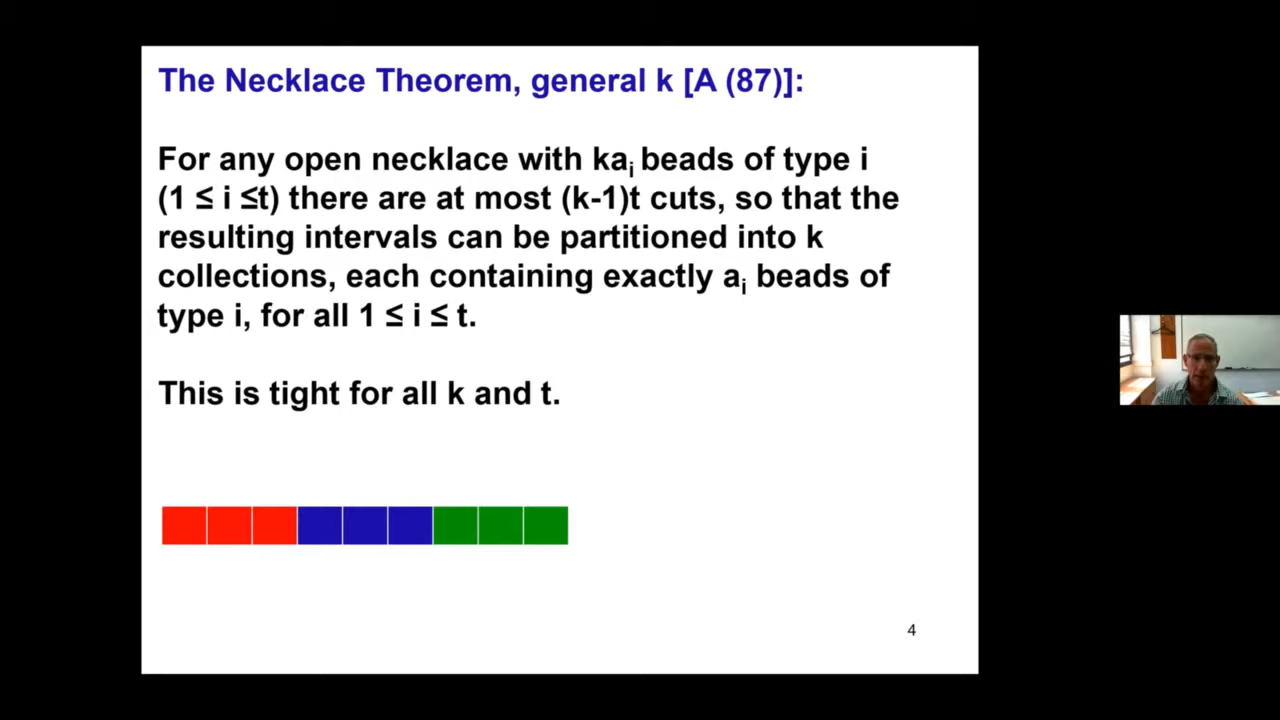 The Necklace Theorem, general k [A (87)]:
For any open necklace with kaᵢ beads of type i
(1 ≤ i ≤t) there are at most (k-1)t cuts, so that the
resulting intervals can be partitioned into k
collections, each containing exactly aᵢ beads of
type i, for all 1 ≤ i ≤ t.
This is tight for all k and t.
4